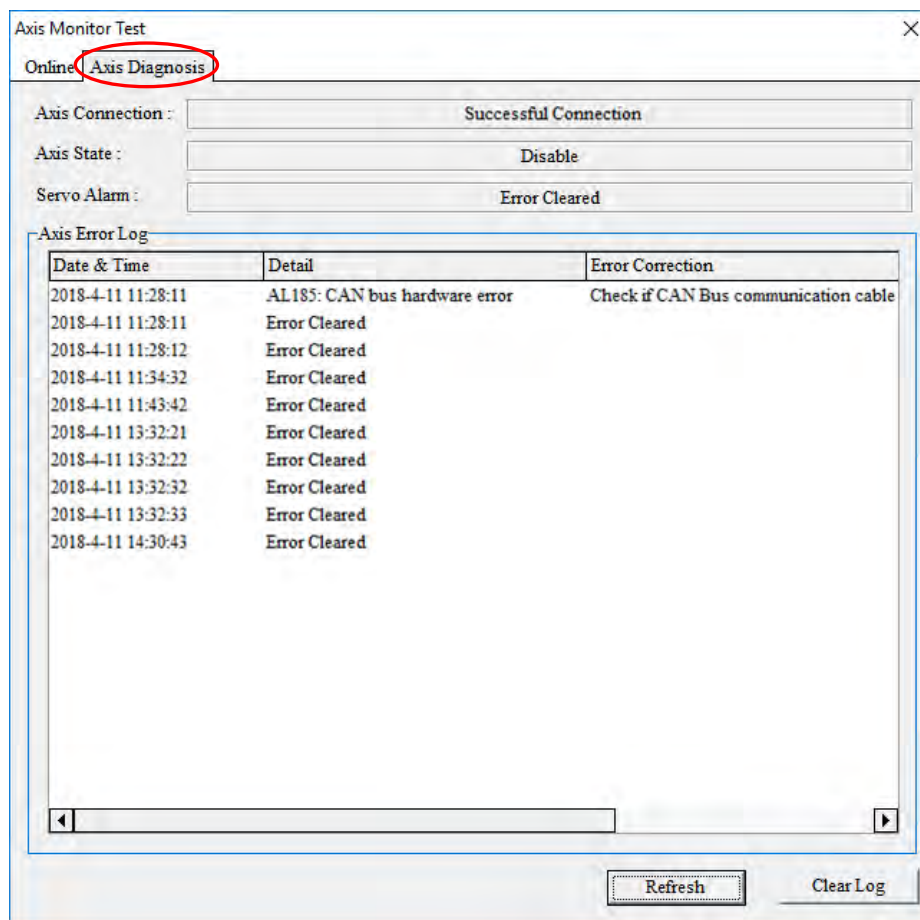 Axis Monitor Test
Online Axis Diagnosis
Axis Connection : Successful Connection
Axis State : Disable
Servo Alarm : Error Cleared
Axis Error Log
Date & Time Detail Error Correction
2018-4-11 11:28:11 AL185: CAN bus hardware error Check if CAN Bus communication cable
2018-4-11 11:28:11 Error Cleared
2018-4-11 11:28:12 Error Cleared
2018-4-11 11:34:32 Error Cleared
2018-4-11 11:43:42 Error Cleared
2018-4-11 13:32:21 Error Cleared
2018-4-11 13:32:22 Error Cleared
2018-4-11 13:32:32 Error Cleared
2018-4-11 13:32:33 Error Cleared
2018-4-11 14:30:43 Error Cleared
Refresh Clear Log